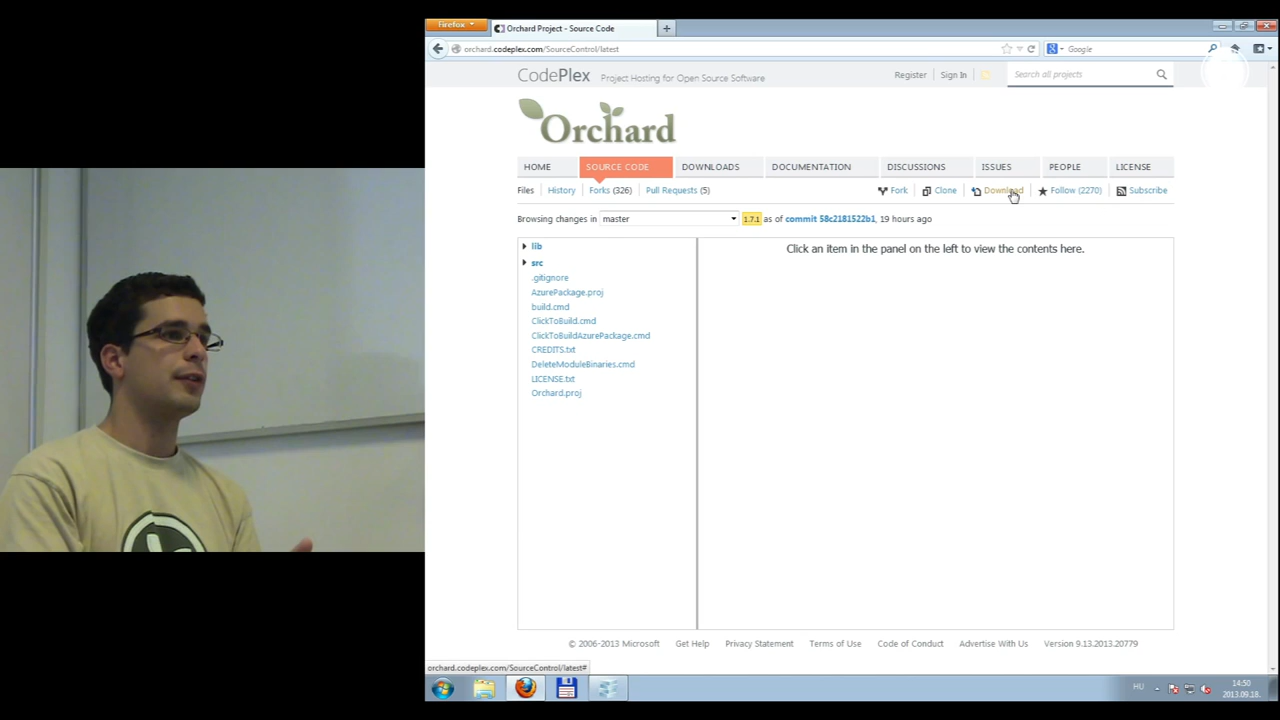 Firefox
Orchard Project - Source Code
orchard.codeplex.com/SourceControl/latest
Google
CodePlex Project Hosting for Open Source Software
Register Sign In
Search all projects
Orchard
HOME SOURCE CODE DOWNLOADS DOCUMENTATION DISCUSSIONS ISSUES PEOPLE LICENSE
Files History Forks (326) Pull Requests (5) Fork Clone Download Follow (2270) Subscribe
Browsing changes in master 1.7.1 as of commit 58c2181522b1, 19 hours ago
lib
src
.gitignore
AzurePackage.proj
build.cmd
ClickToBuild.cmd
ClickToBuildAzurePackage.cmd
CREDITS.txt
DeleteModuleBinaries.cmd
LICENSE.txt
Orchard.proj
Click an item in the panel on the left to view the contents here.
© 2006-2013 Microsoft Get Help Privacy Statement Terms of Use Code of Conduct Advertise With Us Version 9.13.2013.20779
orchard.codeplex.com/SourceControl/latest#
HU
14:50
2013.09.18.